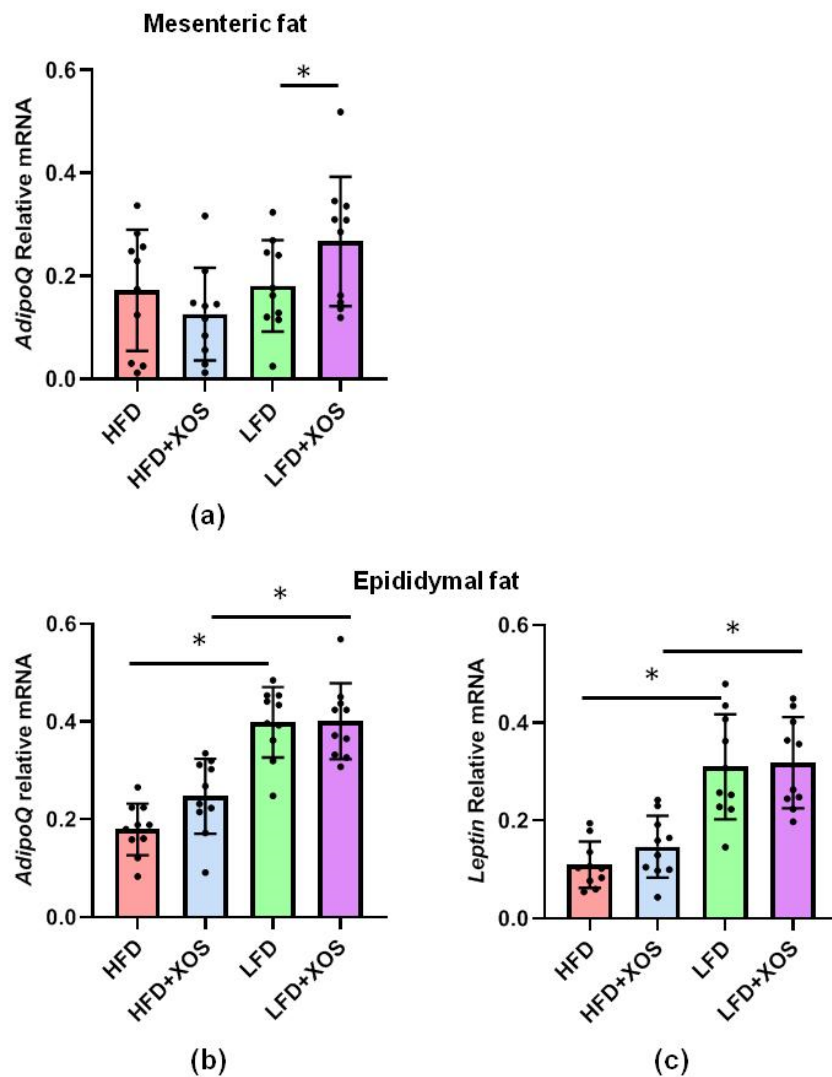 Mesenteric fat
*
AdipoQ Relative mRNA
0.6
0.4
0.2
0.0
HFD
HFD+XOS
LFD
LFD+XOS
(a)
Epididymal fat
*
*
AdipoQ relative mRNA
0.6
0.4
0.2
0.0
HFD
HFD+XOS
LFD
LFD+XOS
(b)
*
*
Leptin Relative mRNA
0.6
0.4
0.2
0.0
HFD
HFD+XOS
LFD
LFD+XOS
(c)